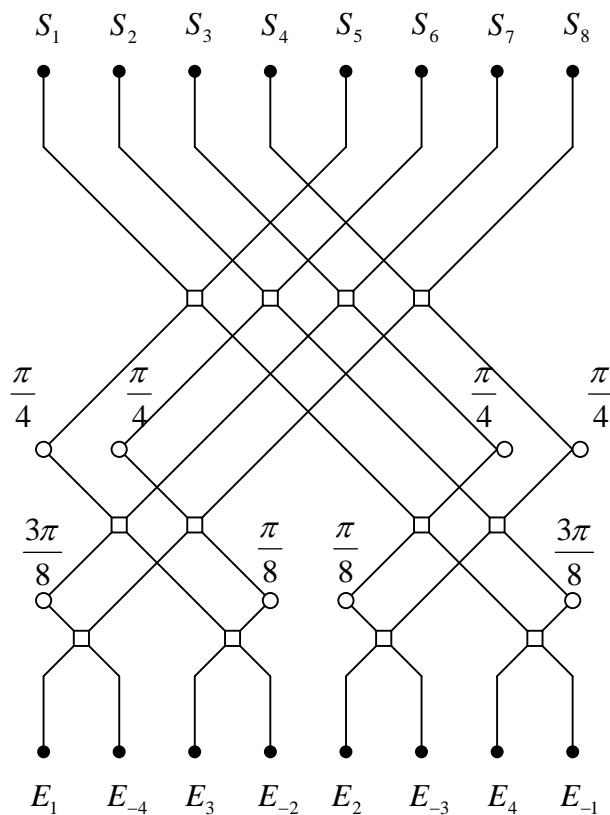 S₁ S₂ S₃ S₄ S₅ S₆ S₇ S₈
π/4 π/4 π/4 π/4
3π/8 π/8 π/8 3π/8
E₁ E₋₄ E₃ E₋₂ E₂ E₋₃ E₄ E₋₁